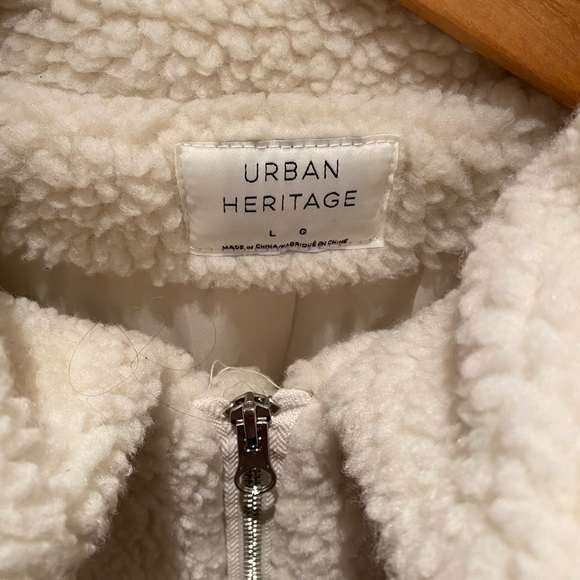 URBAN
HERITAGE
L G
MADE IN CHINA/FABRIQUÉ EN CHINE